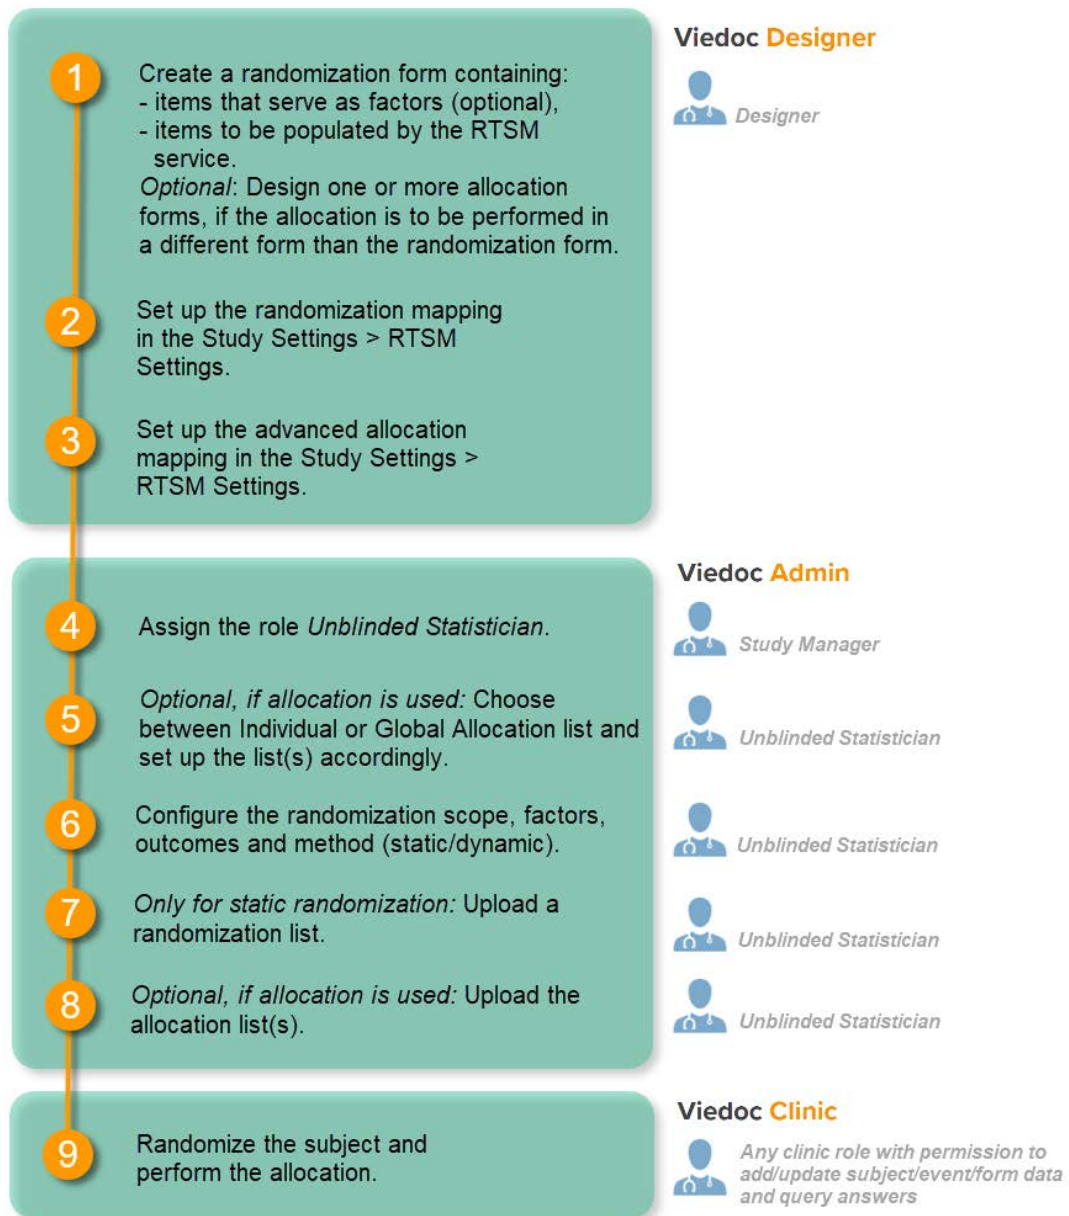 Viedoc Designer
1
Create a randomization form containing:
- items that serve as factors (optional),
- items to be populated by the RTSM
service.
Optional: Design one or more allocation
forms, if the allocation is to be performed in
a different form than the randomization form.
Designer
2
Set up the randomization mapping
in the Study Settings > RTSM
Settings.
3
Set up the advanced allocation
mapping in the Study Settings >
RTSM Settings.
Viedoc Admin
4
Assign the role Unblinded Statistician.
Study Manager
5
Optional, if allocation is used: Choose
between Individual or Global Allocation list and
set up the list(s) accordingly.
Unblinded Statistician
6
Configure the randomization scope, factors,
outcomes and method (static/dynamic).
Unblinded Statistician
7
Only for static randomization: Upload a
randomization list.
Unblinded Statistician
8
Optional, if allocation is used: Upload the
allocation list(s).
Unblinded Statistician
Viedoc Clinic
9
Randomize the subject and
perform the allocation.
Any clinic role with permission to
add/update subject/event/form data
and query answers